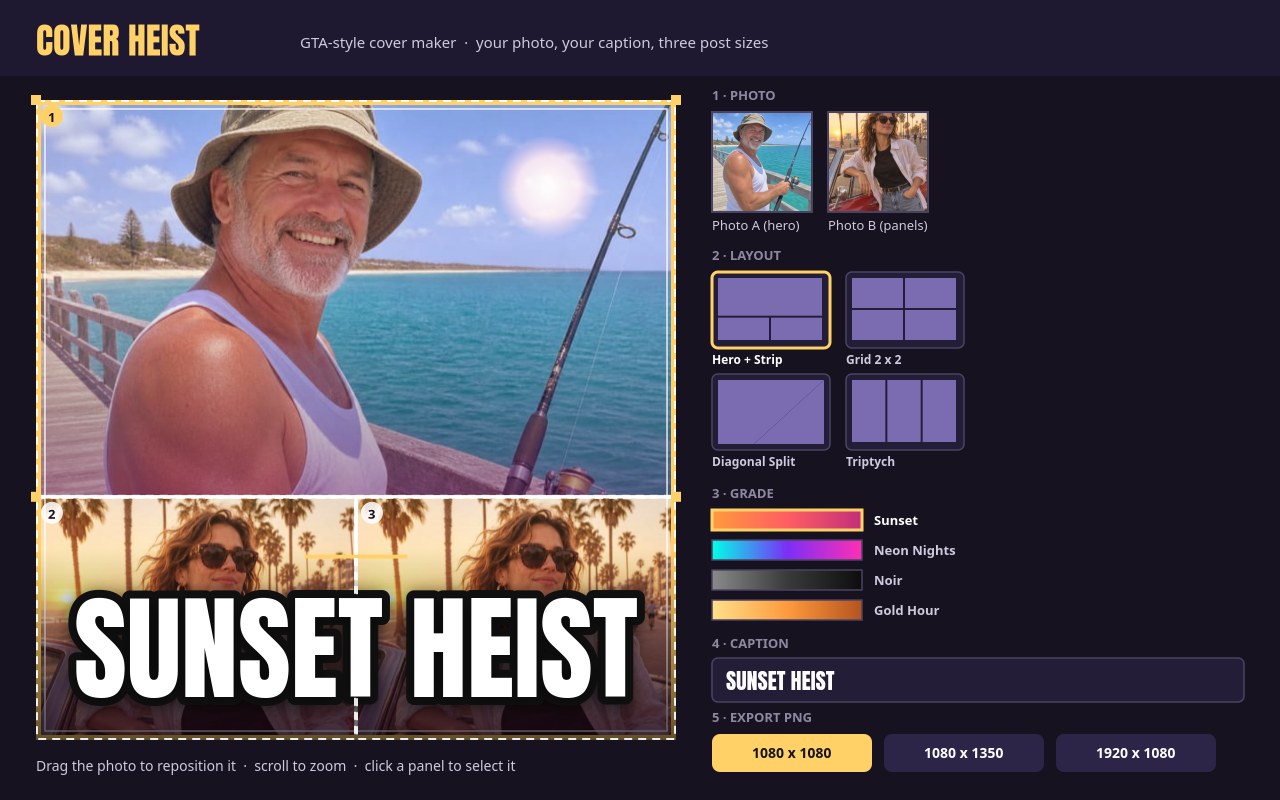 COVER HEIST
GTA-style cover maker · your photo, your caption, three post sizes
1
2
3
SUNSET HEIST
Drag the photo to reposition it · scroll to zoom · click a panel to select it
1 · PHOTO
Photo A (hero)
Photo B (panels)
2 · LAYOUT
Hero + Strip
Grid 2 x 2
Diagonal Split
Triptych
3 · GRADE
Sunset
Neon Nights
Noir
Gold Hour
4 · CAPTION
SUNSET HEIST
5 · EXPORT PNG
1080 x 1080
1080 x 1350
1920 x 1080